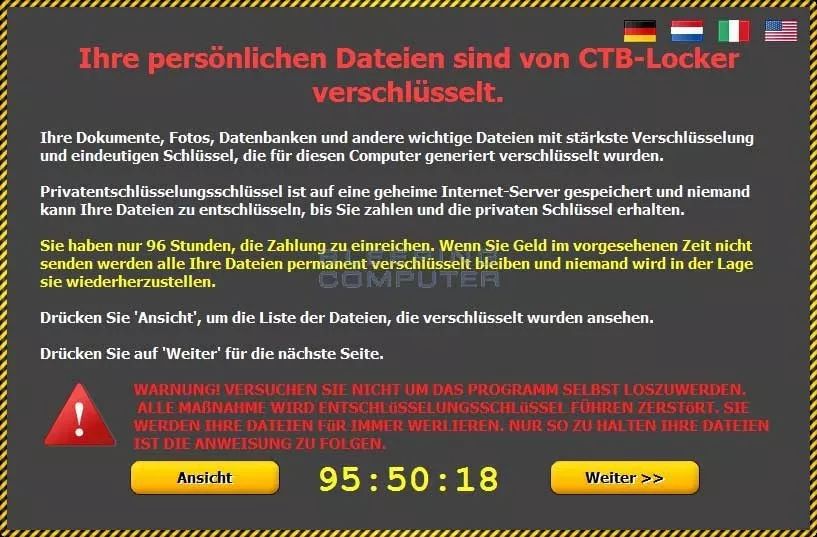 Ihre persönlichen Dateien sind von CTB-Locker
verschlüsselt.
Ihre Dokumente, Fotos, Datenbanken und andere wichtige Dateien mit stärkste Verschlüsselung
und eindeutigen Schlüssel, die für diesen Computer generiert verschlüsselt wurden.
Privatentschlüsselungsschlüssel ist auf eine geheime Internet-Server gespeichert und niemand
kann Ihre Dateien zu entschlüsseln, bis Sie zahlen und die privaten Schlüssel erhalten.
Sie haben nur 96 Stunden, die Zahlung zu einreichen. Wenn Sie Geld im vorgesehenen Zeit nicht
senden werden alle Ihre Dateien permanent verschlüsselt bleiben und niemand wird in der Lage
sie wiederherzustellen.
BLEEPING
COMPUTER
Drücken Sie 'Ansicht', um die Liste der Dateien, die verschlüsselt wurden ansehen.
Drücken Sie auf 'Weiter' für die nächste Seite.
WARNUNG! VERSUCHEN SIE NICHT UM DAS PROGRAMM SELBST LOSZUWERDEN.
ALLE MAßNAHME WIRD ENTSCHLüSSELUNGSSCHLüSSEL FÜHREN ZERSTöRT. SIE
WERDEN IHRE DATEIEN FüR IMMER WERLIEREN. NUR SO ZU HALTEN IHRE DATEIEN
IST DIE ANWEISUNG ZU FOLGEN.
Ansicht
95:50:18
Weiter >>